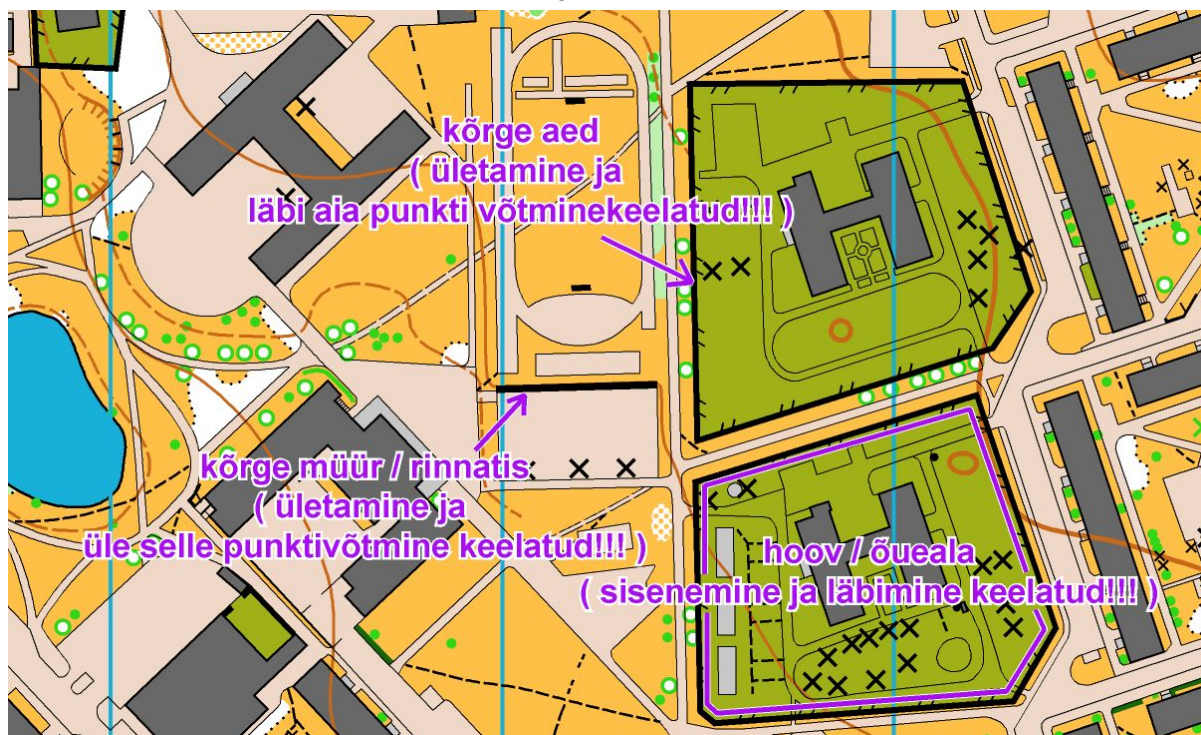 kõrge aed
( ületamine ja
läbi aia punkti võtminekeelatud!!! )
kõrge müür / rinnatis
( ületamine ja
üle selle punktivõtmine keelatud!!! )
hoov / õueala
( sisenemine ja läbimine keelatud!!! )